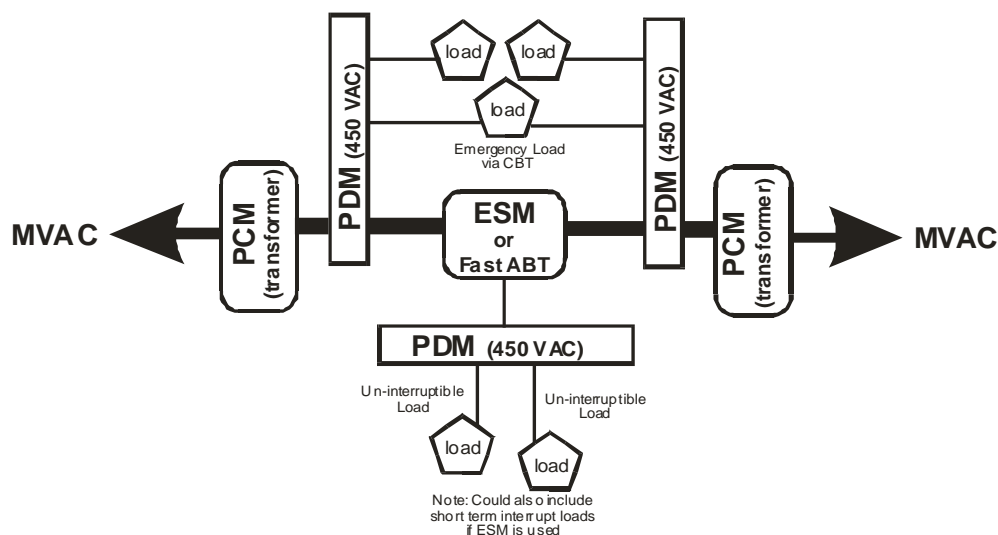 load
load
PDM (450 VAC)
PDM (450 VAC)
load
Emergency Load
via CBT
MVAC
PCM
(transformer)
ESM
or
Fast ABT
PCM
(transformer)
MVAC
PDM (450 VAC)
Un-interruptible
Load
Un-interruptible
Load
load
load
Note: Could also include
short term interrupt loads
if ESM is used